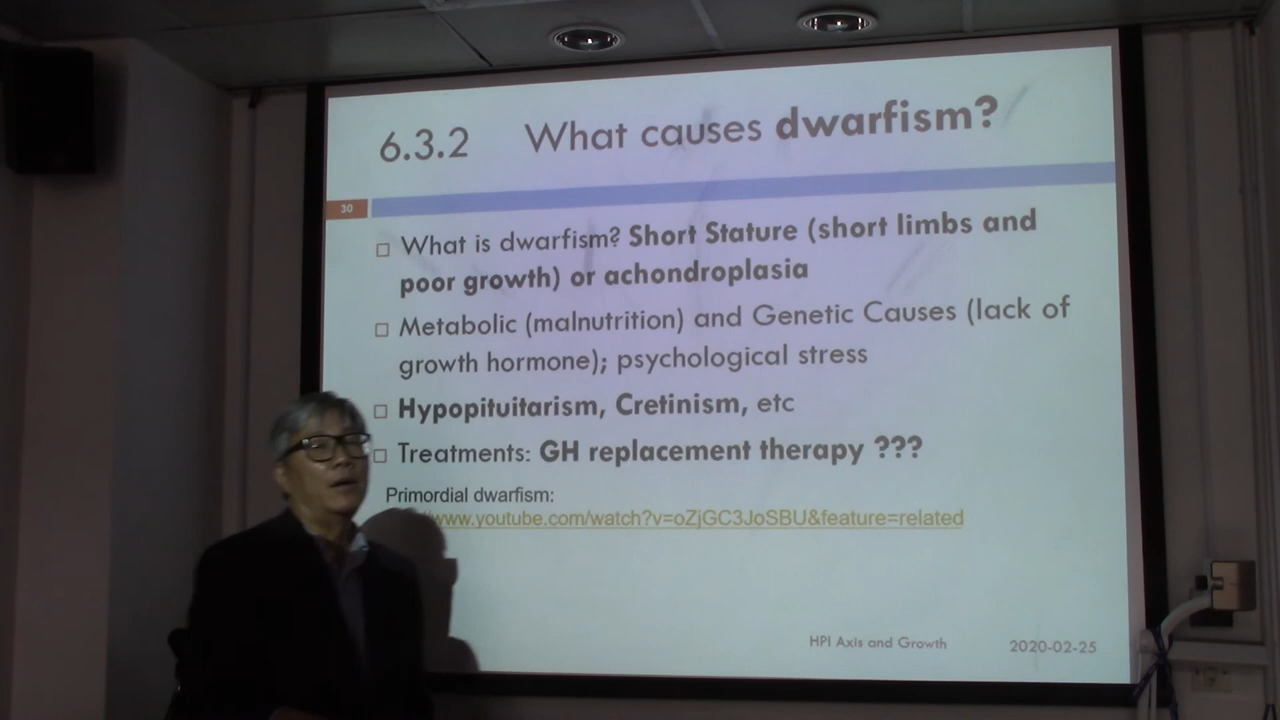 6.3.2 What causes dwarfism?
30
What is dwarfism? Short Stature (short limbs and
poor growth) or achondroplasia
Metabolic (malnutrition) and Genetic Causes (lack of
growth hormone); psychological stress
Hypopituitarism, Cretinism, etc
Treatments: GH replacement therapy ???
Primordial dwarfism:
www.youtube.com/watch?v=oZjGC3JoSBU&feature=related
HPI Axis and Growth 2020-02-25